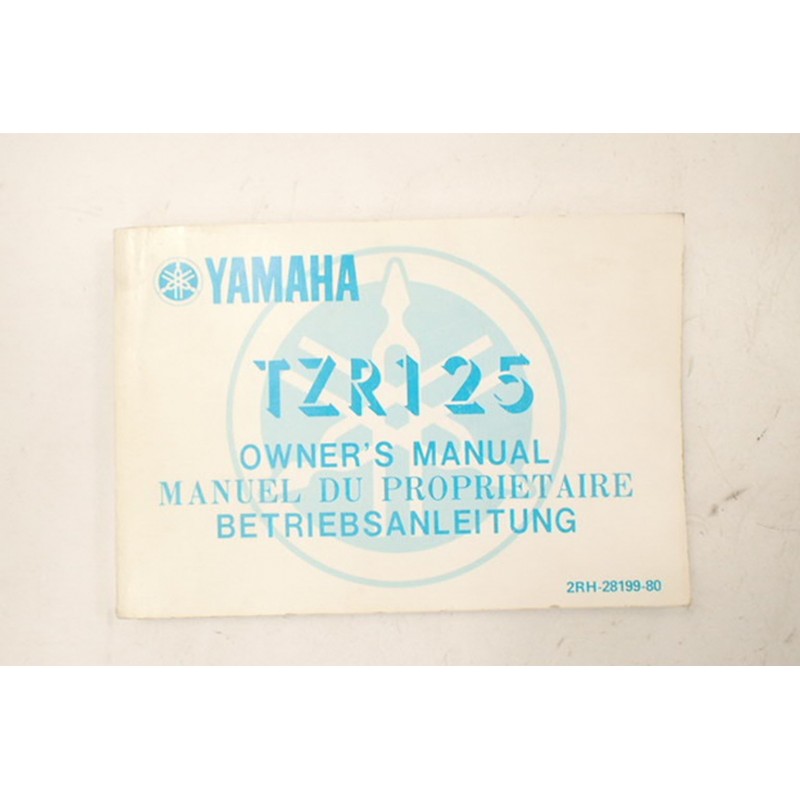 YAMAHA
TZR125
OWNER'S MANUAL
MANUEL DU PROPRIETAIRE
BETRIEBSANLEITUNG
2RH-28199-80